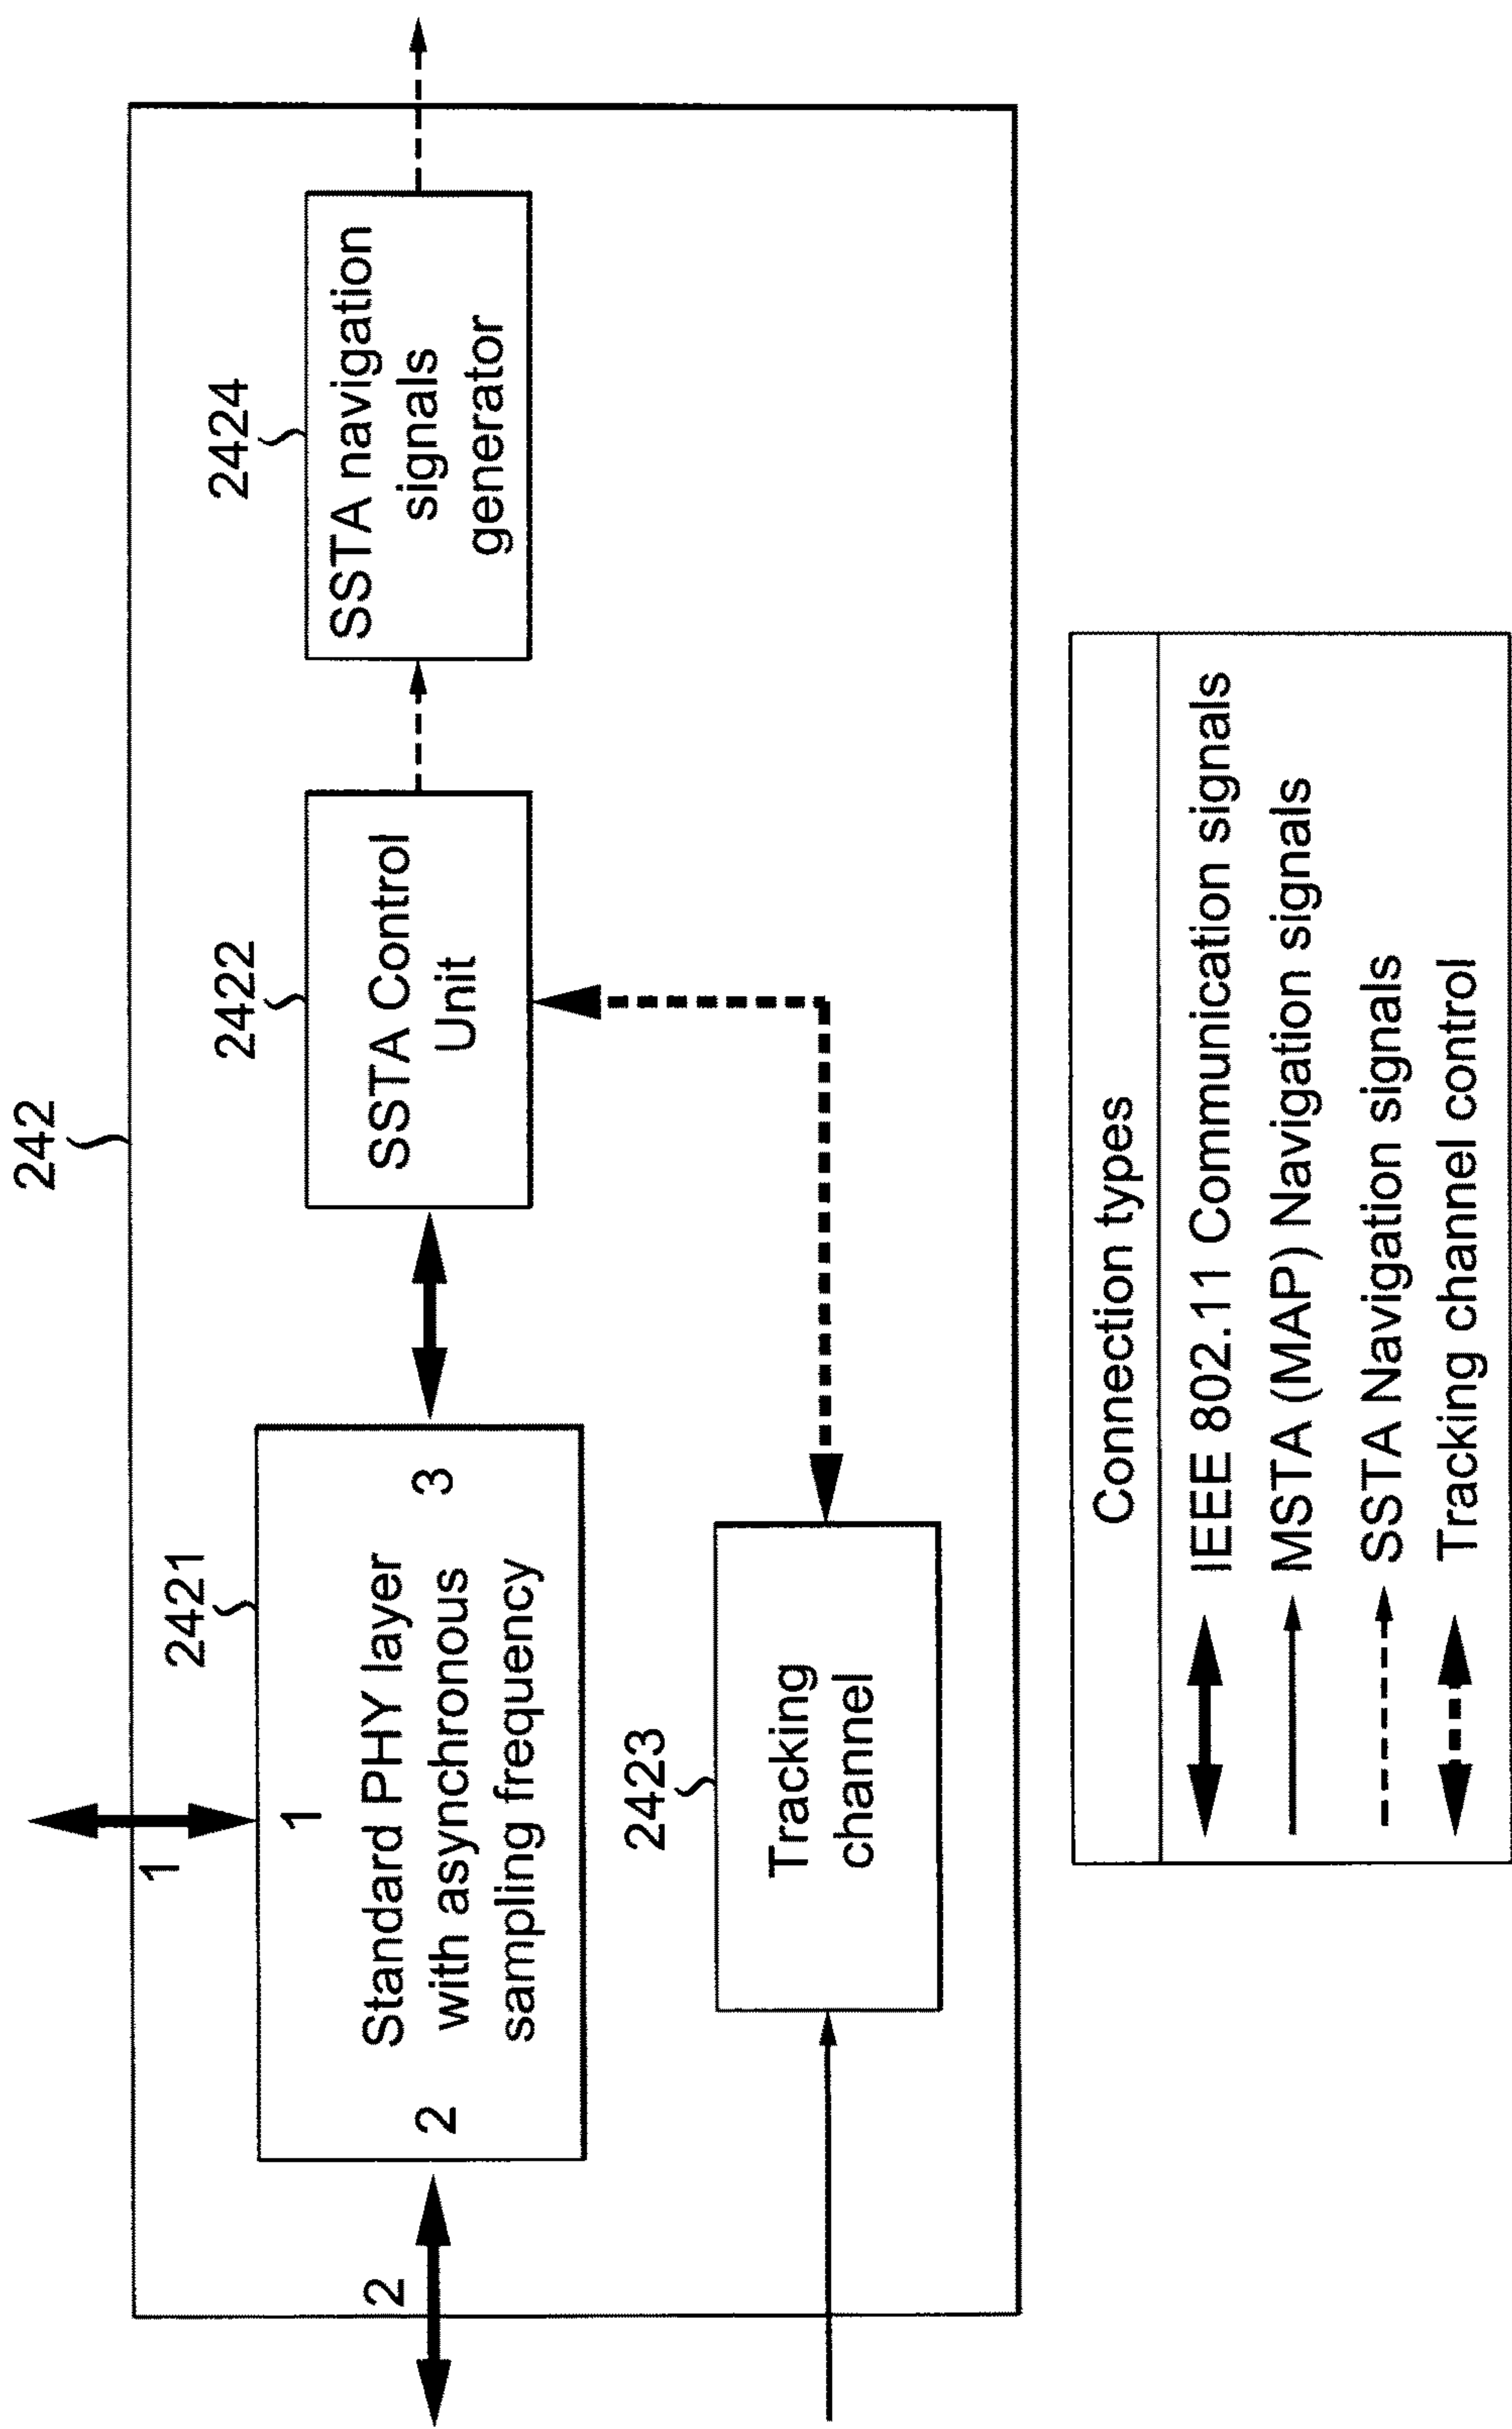 242
1
2421
1
2
2
Standard PHY layer
with asynchronous
sampling frequency
3
2422
SSTA Control
Unit
2424
SSTA navigation
signals
generator
2423
Tracking
channel
Connection types
IEEE 802.11 Communication signals
MSTA (MAP) Navigation signals
SSTA Navigation signals
Tracking channel control